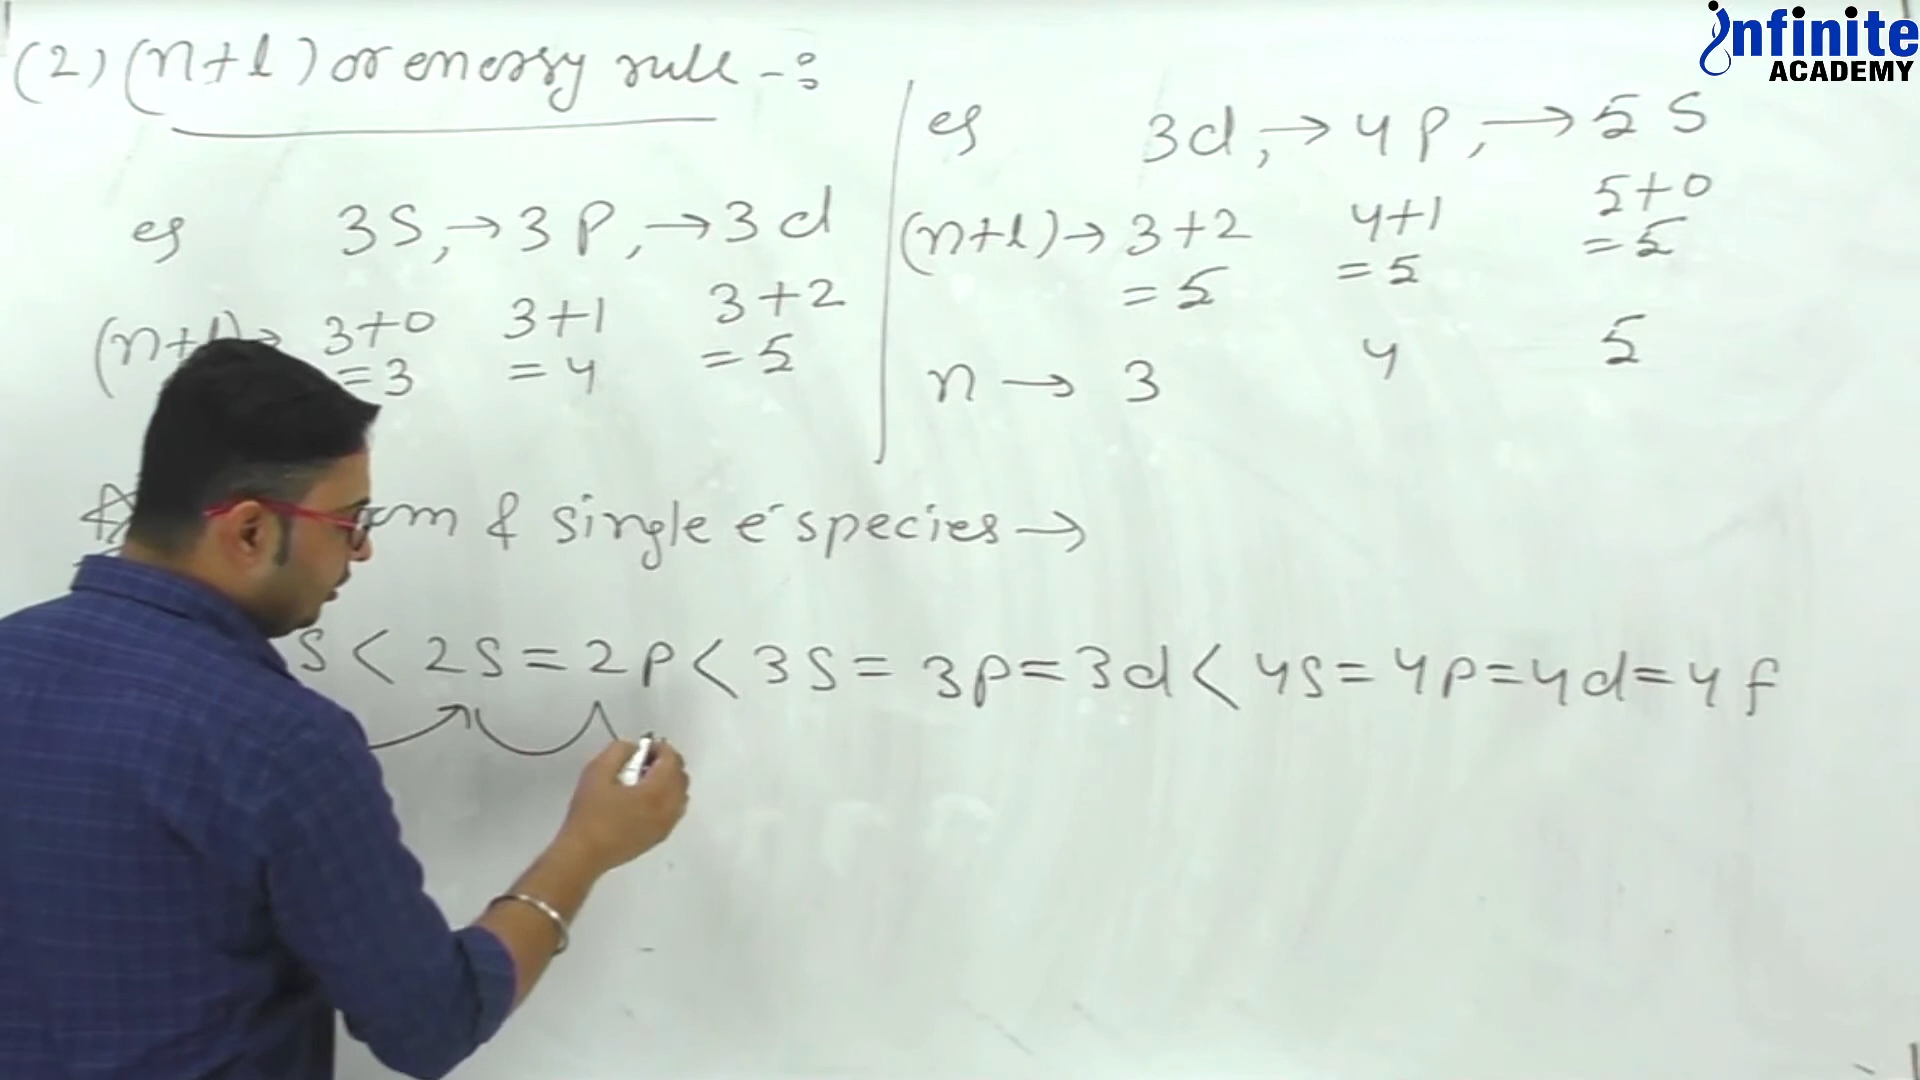 infinite
ACADEMY
(2) (n+l) or energy rule -:
eg 3S, → 3P, → 3d
3+0 3+1 3+2
= 3 = 4 = 5
eg 3d, → 4p, → 5S
(n+l) → 3+2 4+1 5+0
= 5 = 5 = 5
n → 3 4 5
& single e⁻ species →
S < 2S = 2p < 3S = 3p = 3d < 4s = 4p = 4d = 4f